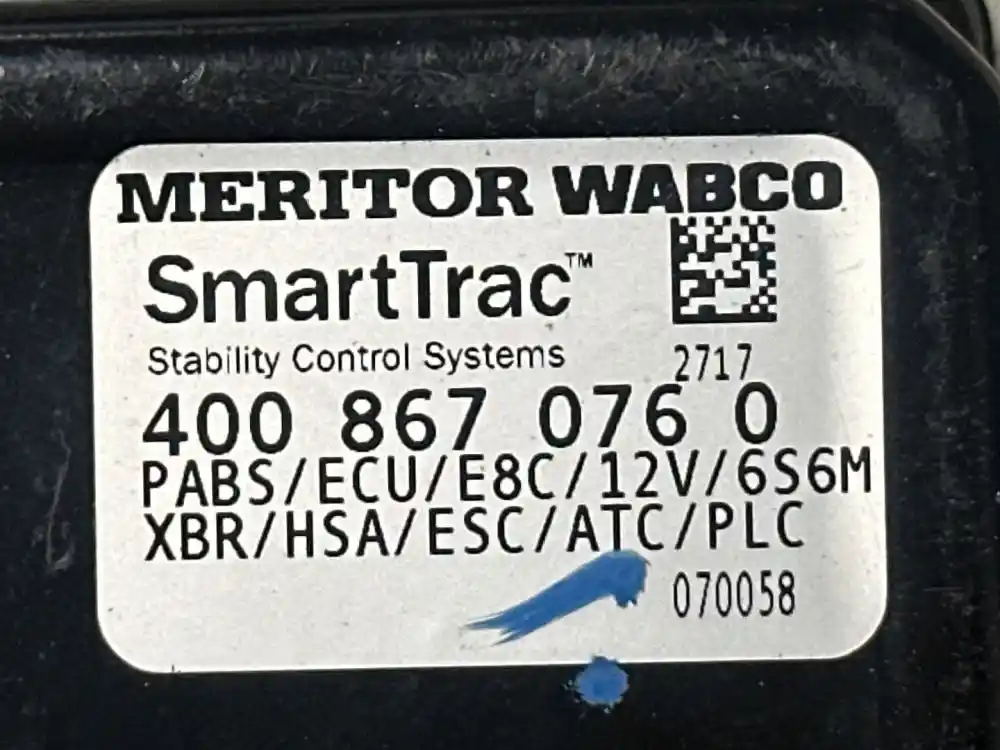 MERITOR WABCO
SmartTrac™
Stability Control Systems
2717
400 867 076 0
PABS/ECU/E8C/12V/6S6M
XBR/HSA/ESC/ATC/PLC
070058